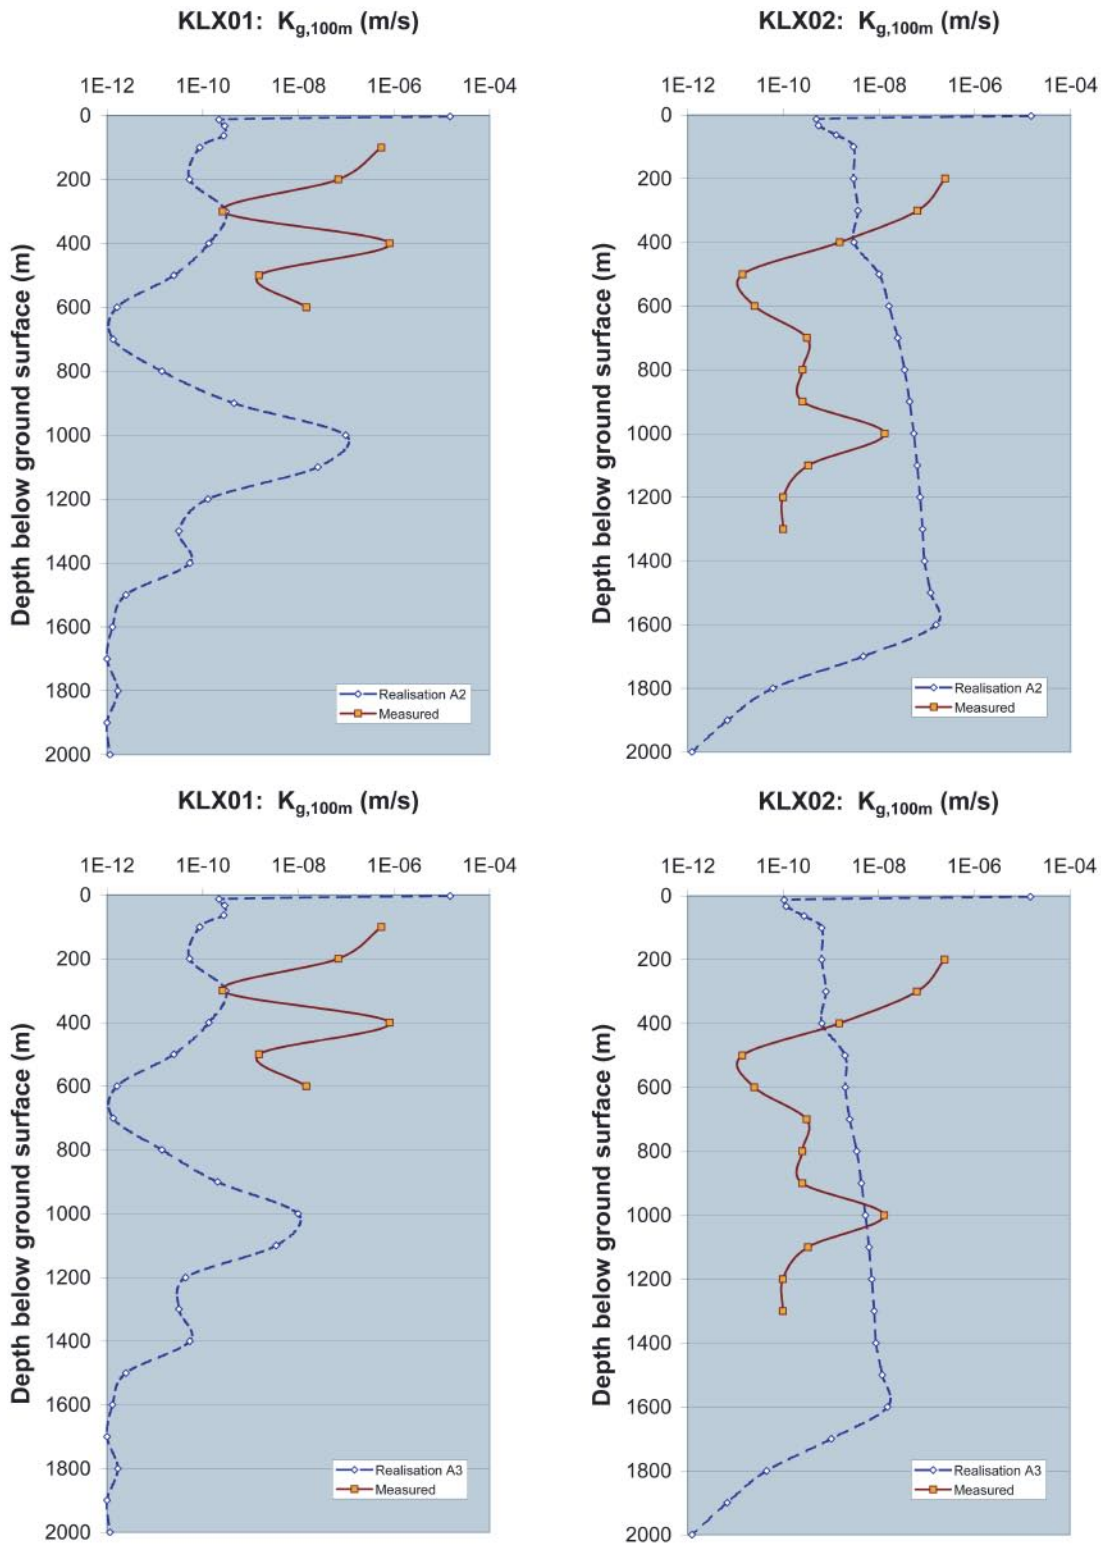 KLX01: Kg,100m (m/s)
1E-12 1E-10 1E-08 1E-06 1E-04
0
200
400
600
800
1000
1200
1400
1600
1800
2000
Depth below ground surface (m)
Realisation A2
Measured
KLX02: Kg,100m (m/s)
1E-12 1E-10 1E-08 1E-06 1E-04
0
200
400
600
800
1000
1200
1400
1600
1800
2000
Depth below ground surface (m)
Realisation A2
Measured
KLX01: Kg,100m (m/s)
1E-12 1E-10 1E-08 1E-06 1E-04
0
200
400
600
800
1000
1200
1400
1600
1800
2000
Depth below ground surface (m)
Realisation A3
Measured
KLX02: Kg,100m (m/s)
1E-12 1E-10 1E-08 1E-06 1E-04
0
200
400
600
800
1000
1200
1400
1600
1800
2000
Depth below ground surface (m)
Realisation A3
Measured